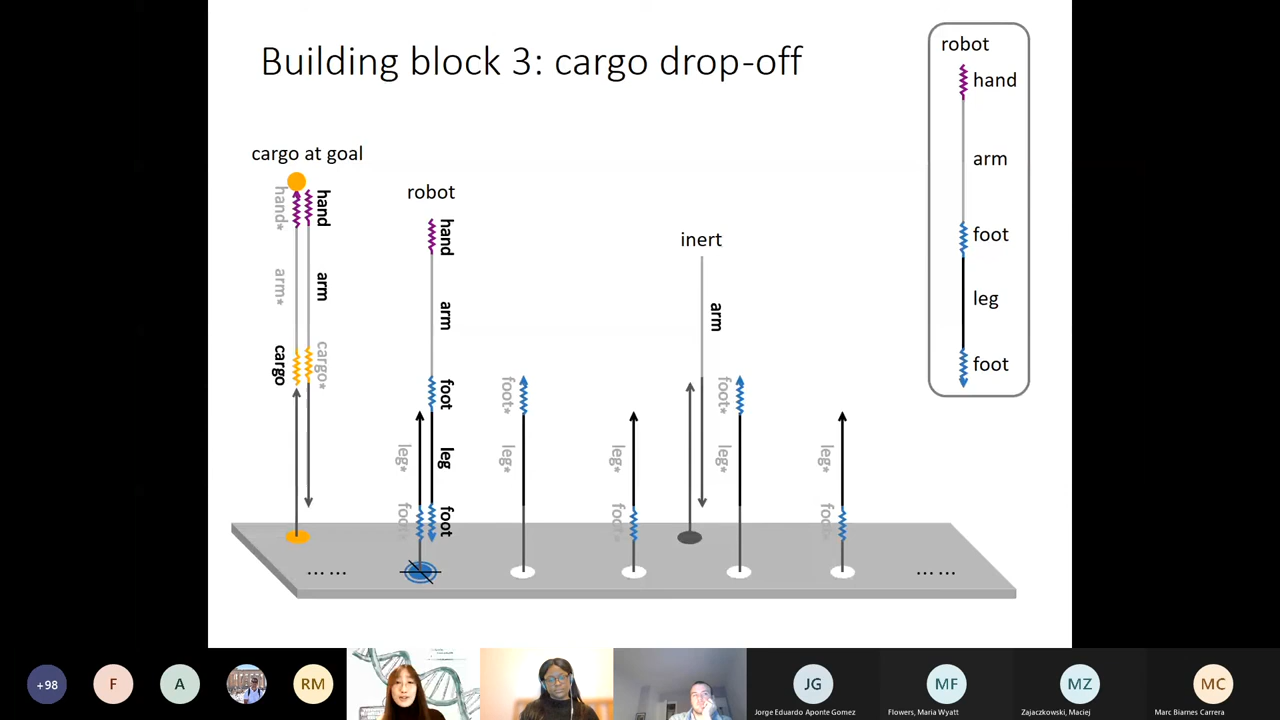 Building block 3: cargo drop-off
robot
hand
arm
foot
leg
foot
cargo at goal
hand*
hand
arm*
arm
cargo
cargo*
robot
hand
arm
foot
leg*
leg
foot*
foot
foot*
leg*
leg*
foot*
inert
arm
foot*
leg*
leg*
foot*
......
......
+98
F
A
RM
JG
Jorge Eduardo Aponte Gomez
MF
Flowers, Maria Wyatt
MZ
Zajaczkowski, Maciej
MC
Marc Biarnes Carrera